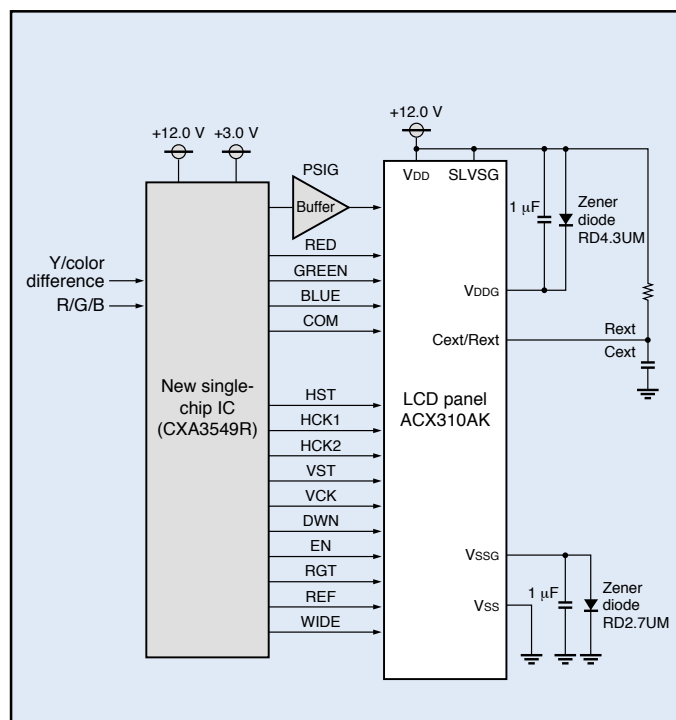 +12.0 V
+12.0 V
+3.0 V
PSIG
VDD
SLVSG
Buffer
1 μF
Zener
diode
RD4.3UM
RED
Y/color
difference
GREEN
VDDG
R/G/B
BLUE
COM
Cext/Rext
Rext
Cext
New single-
chip IC
(CXA3549R)
LCD panel
ACX310AK
HST
HCK1
HCK2
VST
VCK
DWN
EN
VSSG
RGT
1 μF
Zener
diode
RD2.7UM
REF
VSS
WIDE